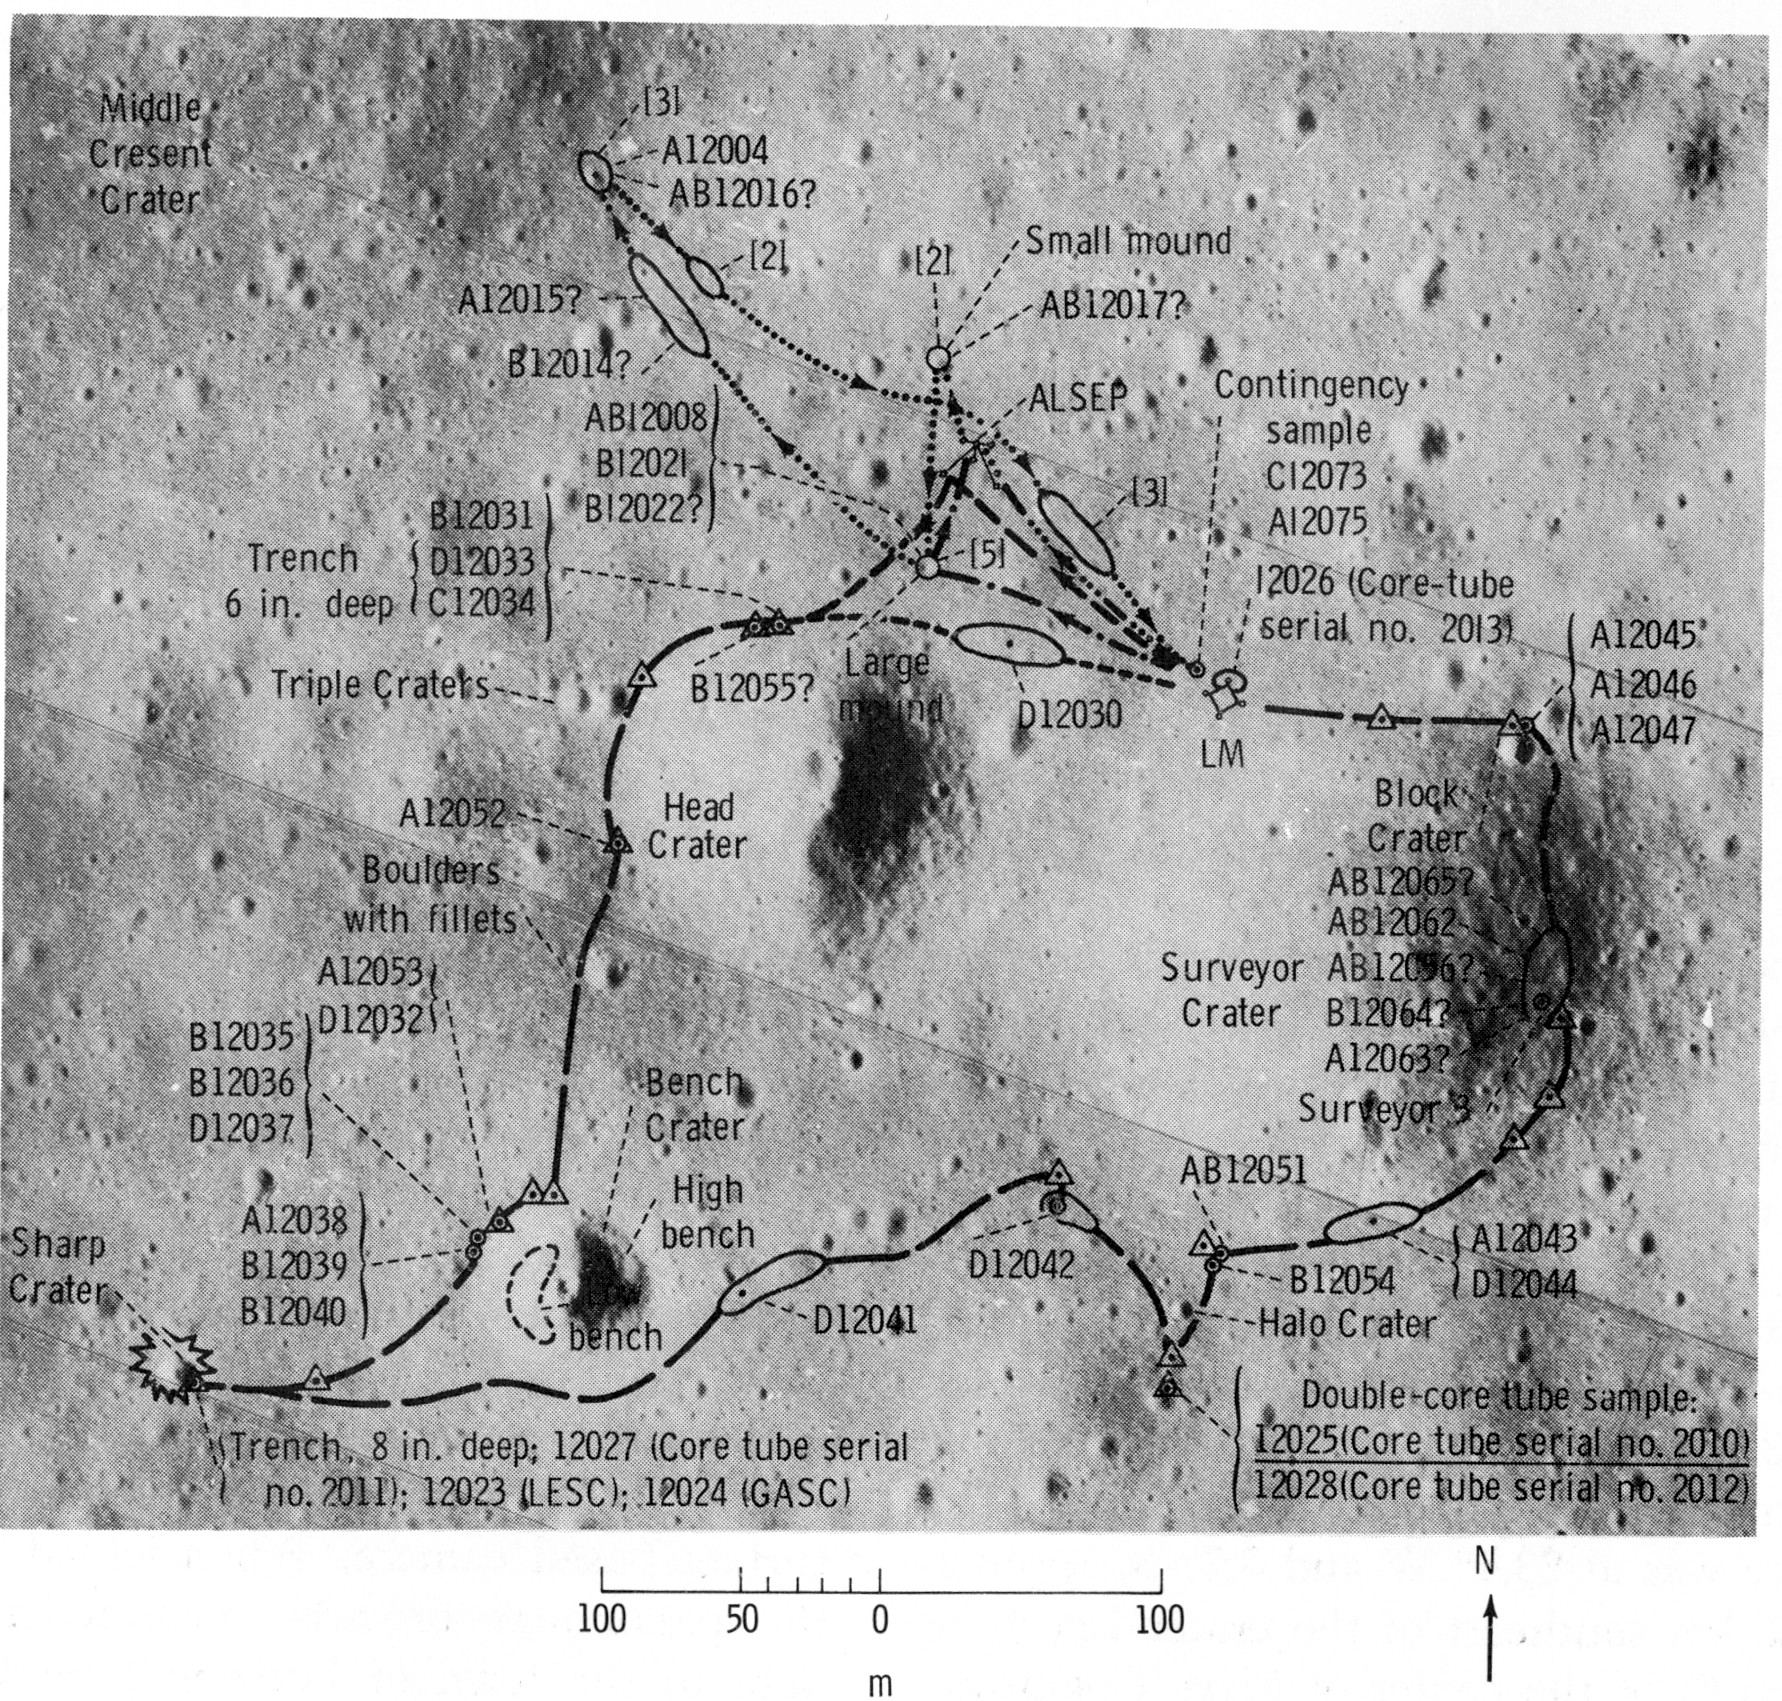 Middle
Cresent
Crater
[3]
A12004
AB12016?
[2]
A12015?
B12014?
[2]
Small mound
AB12017?
ALSEP
AB12008
B12021
B12022?
Contingency
sample
C12073
A12075
[3]
[5]
B12031
Trench
6 in. deep
D12033
C12034
12026 (Core-tube
serial no. 2013)
A12045
A12046
A12047
Triple Craters
B12055?
Large
mound
D12030
LM
A12052
Head
Crater
Block
Crater
Boulders
with fillets
AB12065?
AB12062
AB12056?
B12064?
A12063?
Surveyor
Crater
Surveyor 3
A12053
D12032
B12035
B12036
D12037
Bench
Crater
High
bench
AB12051
A12038
B12039
B12040
Sharp
Crater
Low
bench
D12041
D12042
B12054
A12043
D12044
Halo Crater
Double-core tube sample:
12025(Core tube serial no. 2010)
12028(Core tube serial no. 2012)
Trench, 8 in. deep; 12027 (Core tube serial
no. 2011); 12023 (LESC); 12024 (GASC)
100 50 0 100
m
N